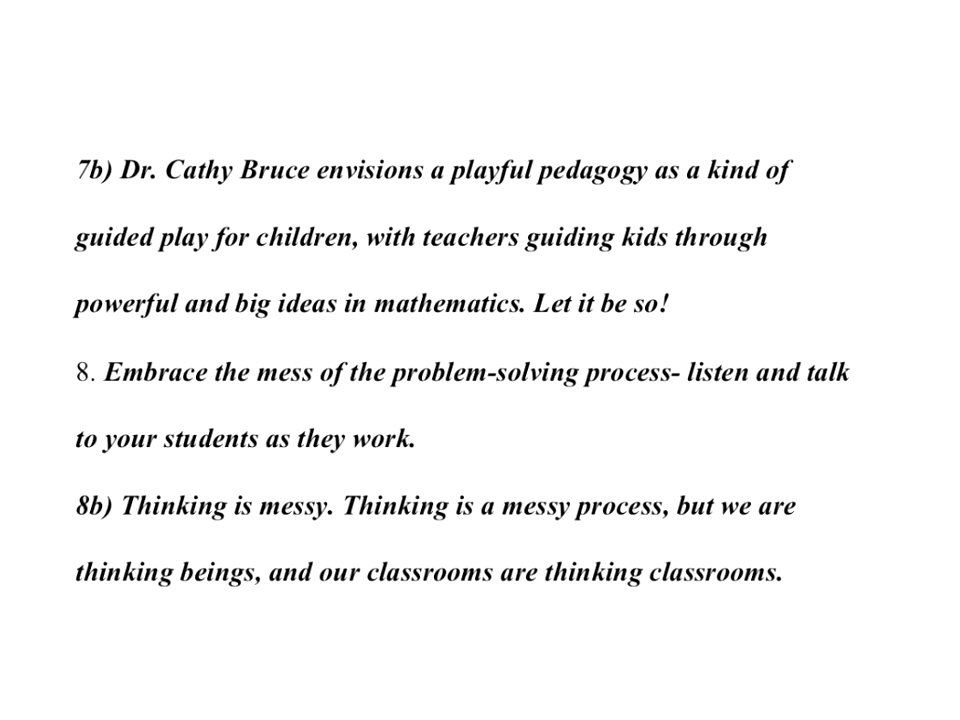 7b) Dr. Cathy Bruce envisions a playful pedagogy as a kind of
guided play for children, with teachers guiding kids through
powerful and big ideas in mathematics. Let it be so!
8. Embrace the mess of the problem-solving process- listen and talk
to your students as they work.
8b) Thinking is messy. Thinking is a messy process, but we are
thinking beings, and our classrooms are thinking classrooms.